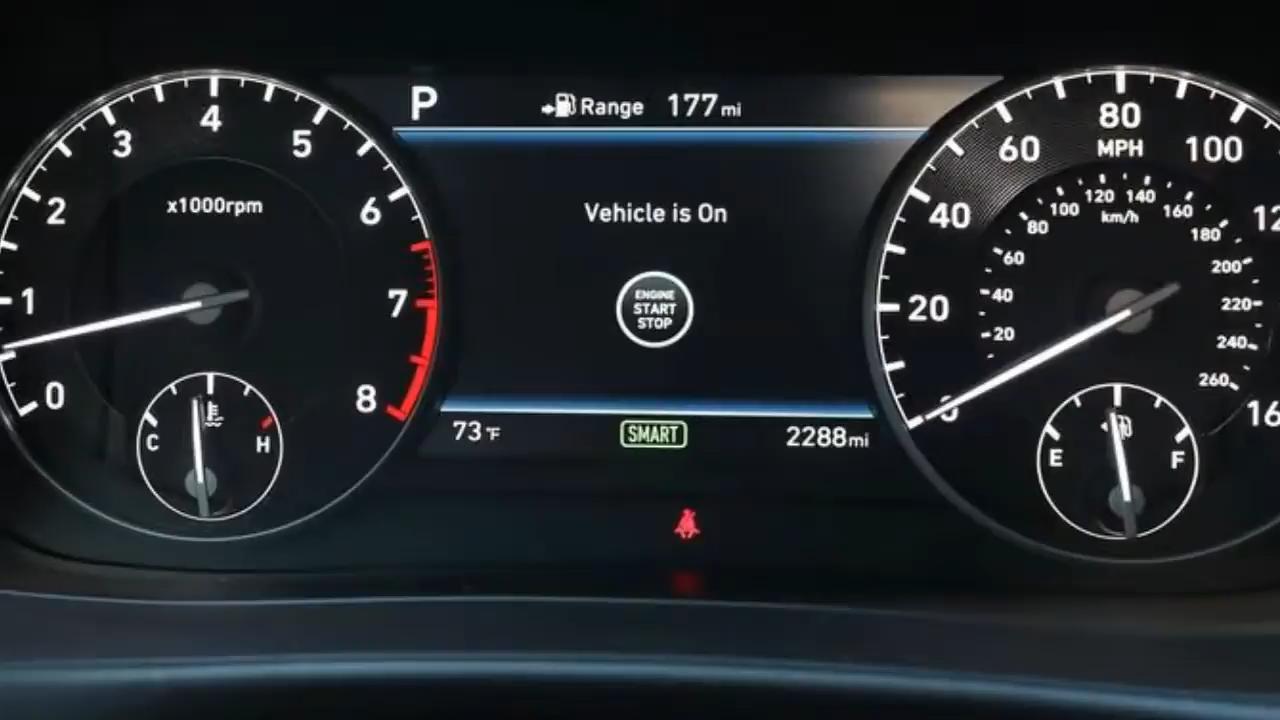 P
Range 177 mi
Vehicle is On
ENGINE
START
STOP
73°F
SMART
2288 mi
0
1
2
3
4
5
6
7
8
x1000rpm
C
H
20
40
60
80
100
MPH
20
40
60
80
100
120
140
160
180
200
220
240
260
km/h
E
F